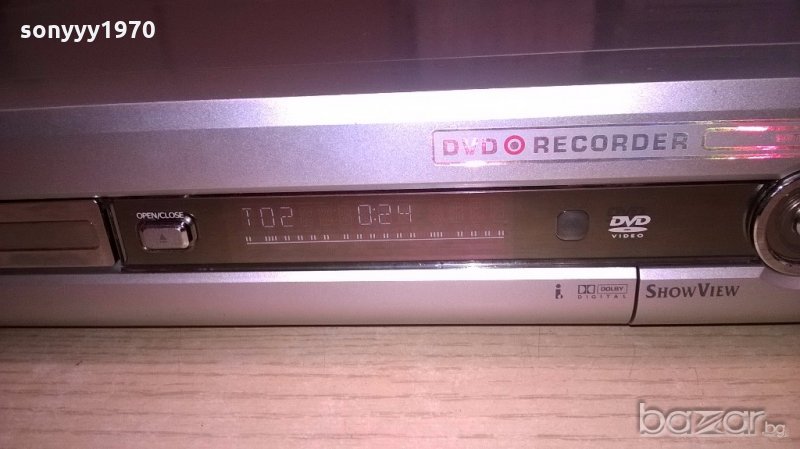 sonyyy1970
DVD RECORDER
OPEN/CLOSE
T02 0:24
DVD
VIDEO
DOLBY
DIGITAL
SHOWVIEW
bazar.bg